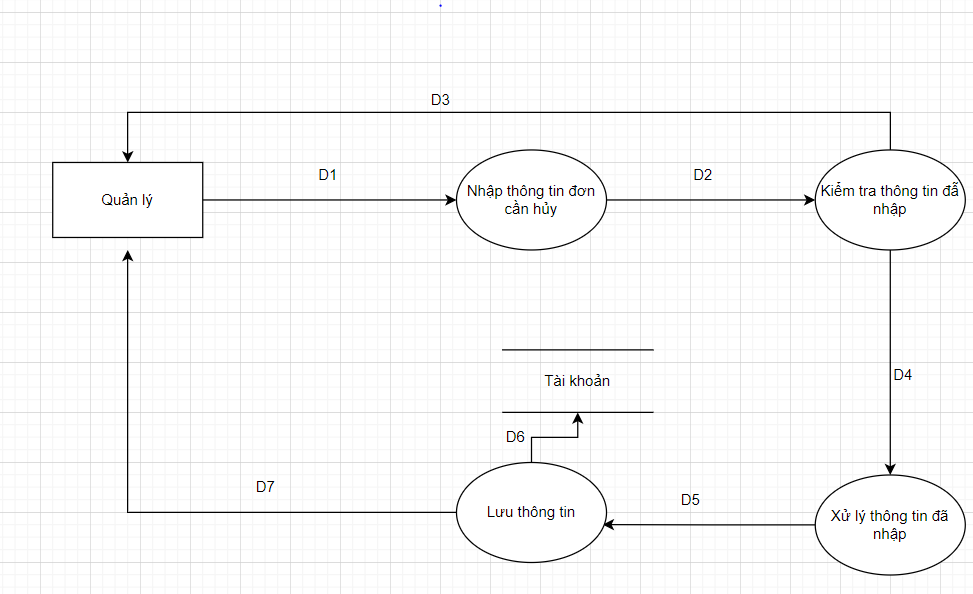 D3
Quản lý
D1
Nhập thông tin đơn
cần hủy
D2
Kiểm tra thông tin đẫ
nhập
Tài khoản
D4
D6
D7
Lưu thông tin
D5
Xử lý thông tin đã
nhập